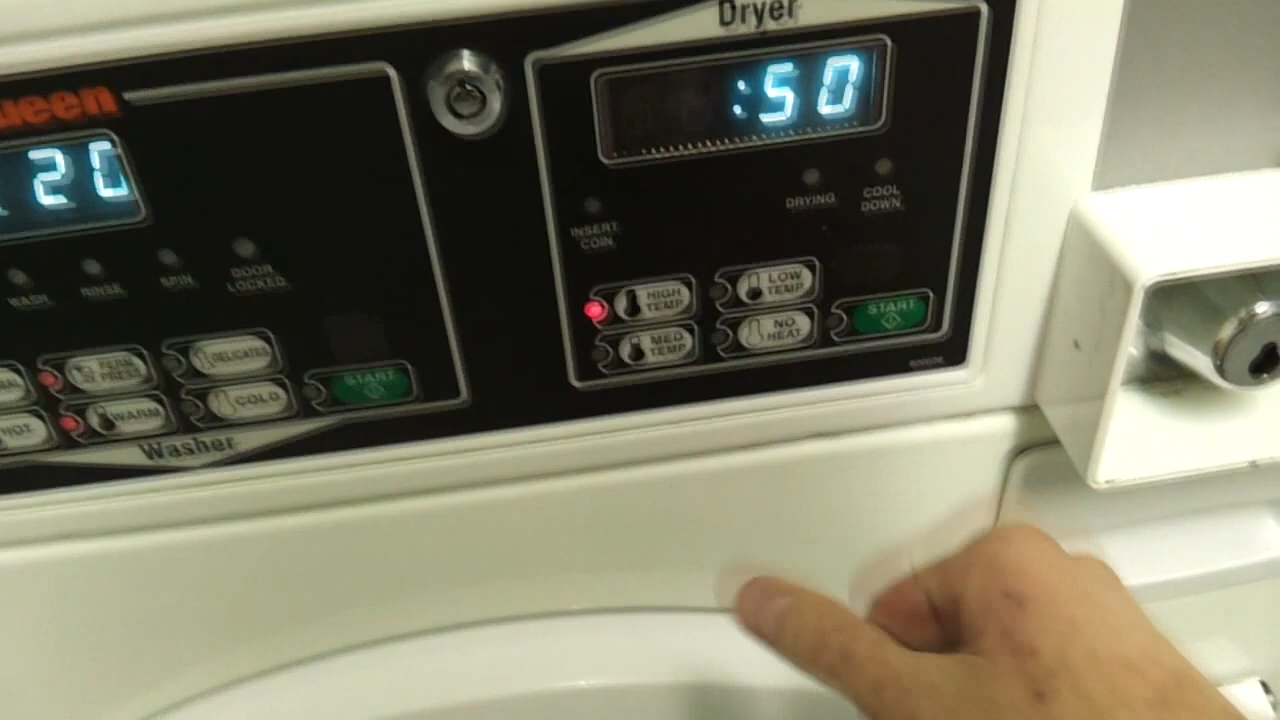 ueen
20
WASH
RINSE
SPIN
DOOR
LOCKED
PERM
PRESS
DELICATES
HOT
WARM
COLD
START
Washer
Dryer
:50
INSERT
COIN
DRYING
COOL
DOWN
HIGH
TEMP
LOW
TEMP
MED
TEMP
NO
HEAT
START